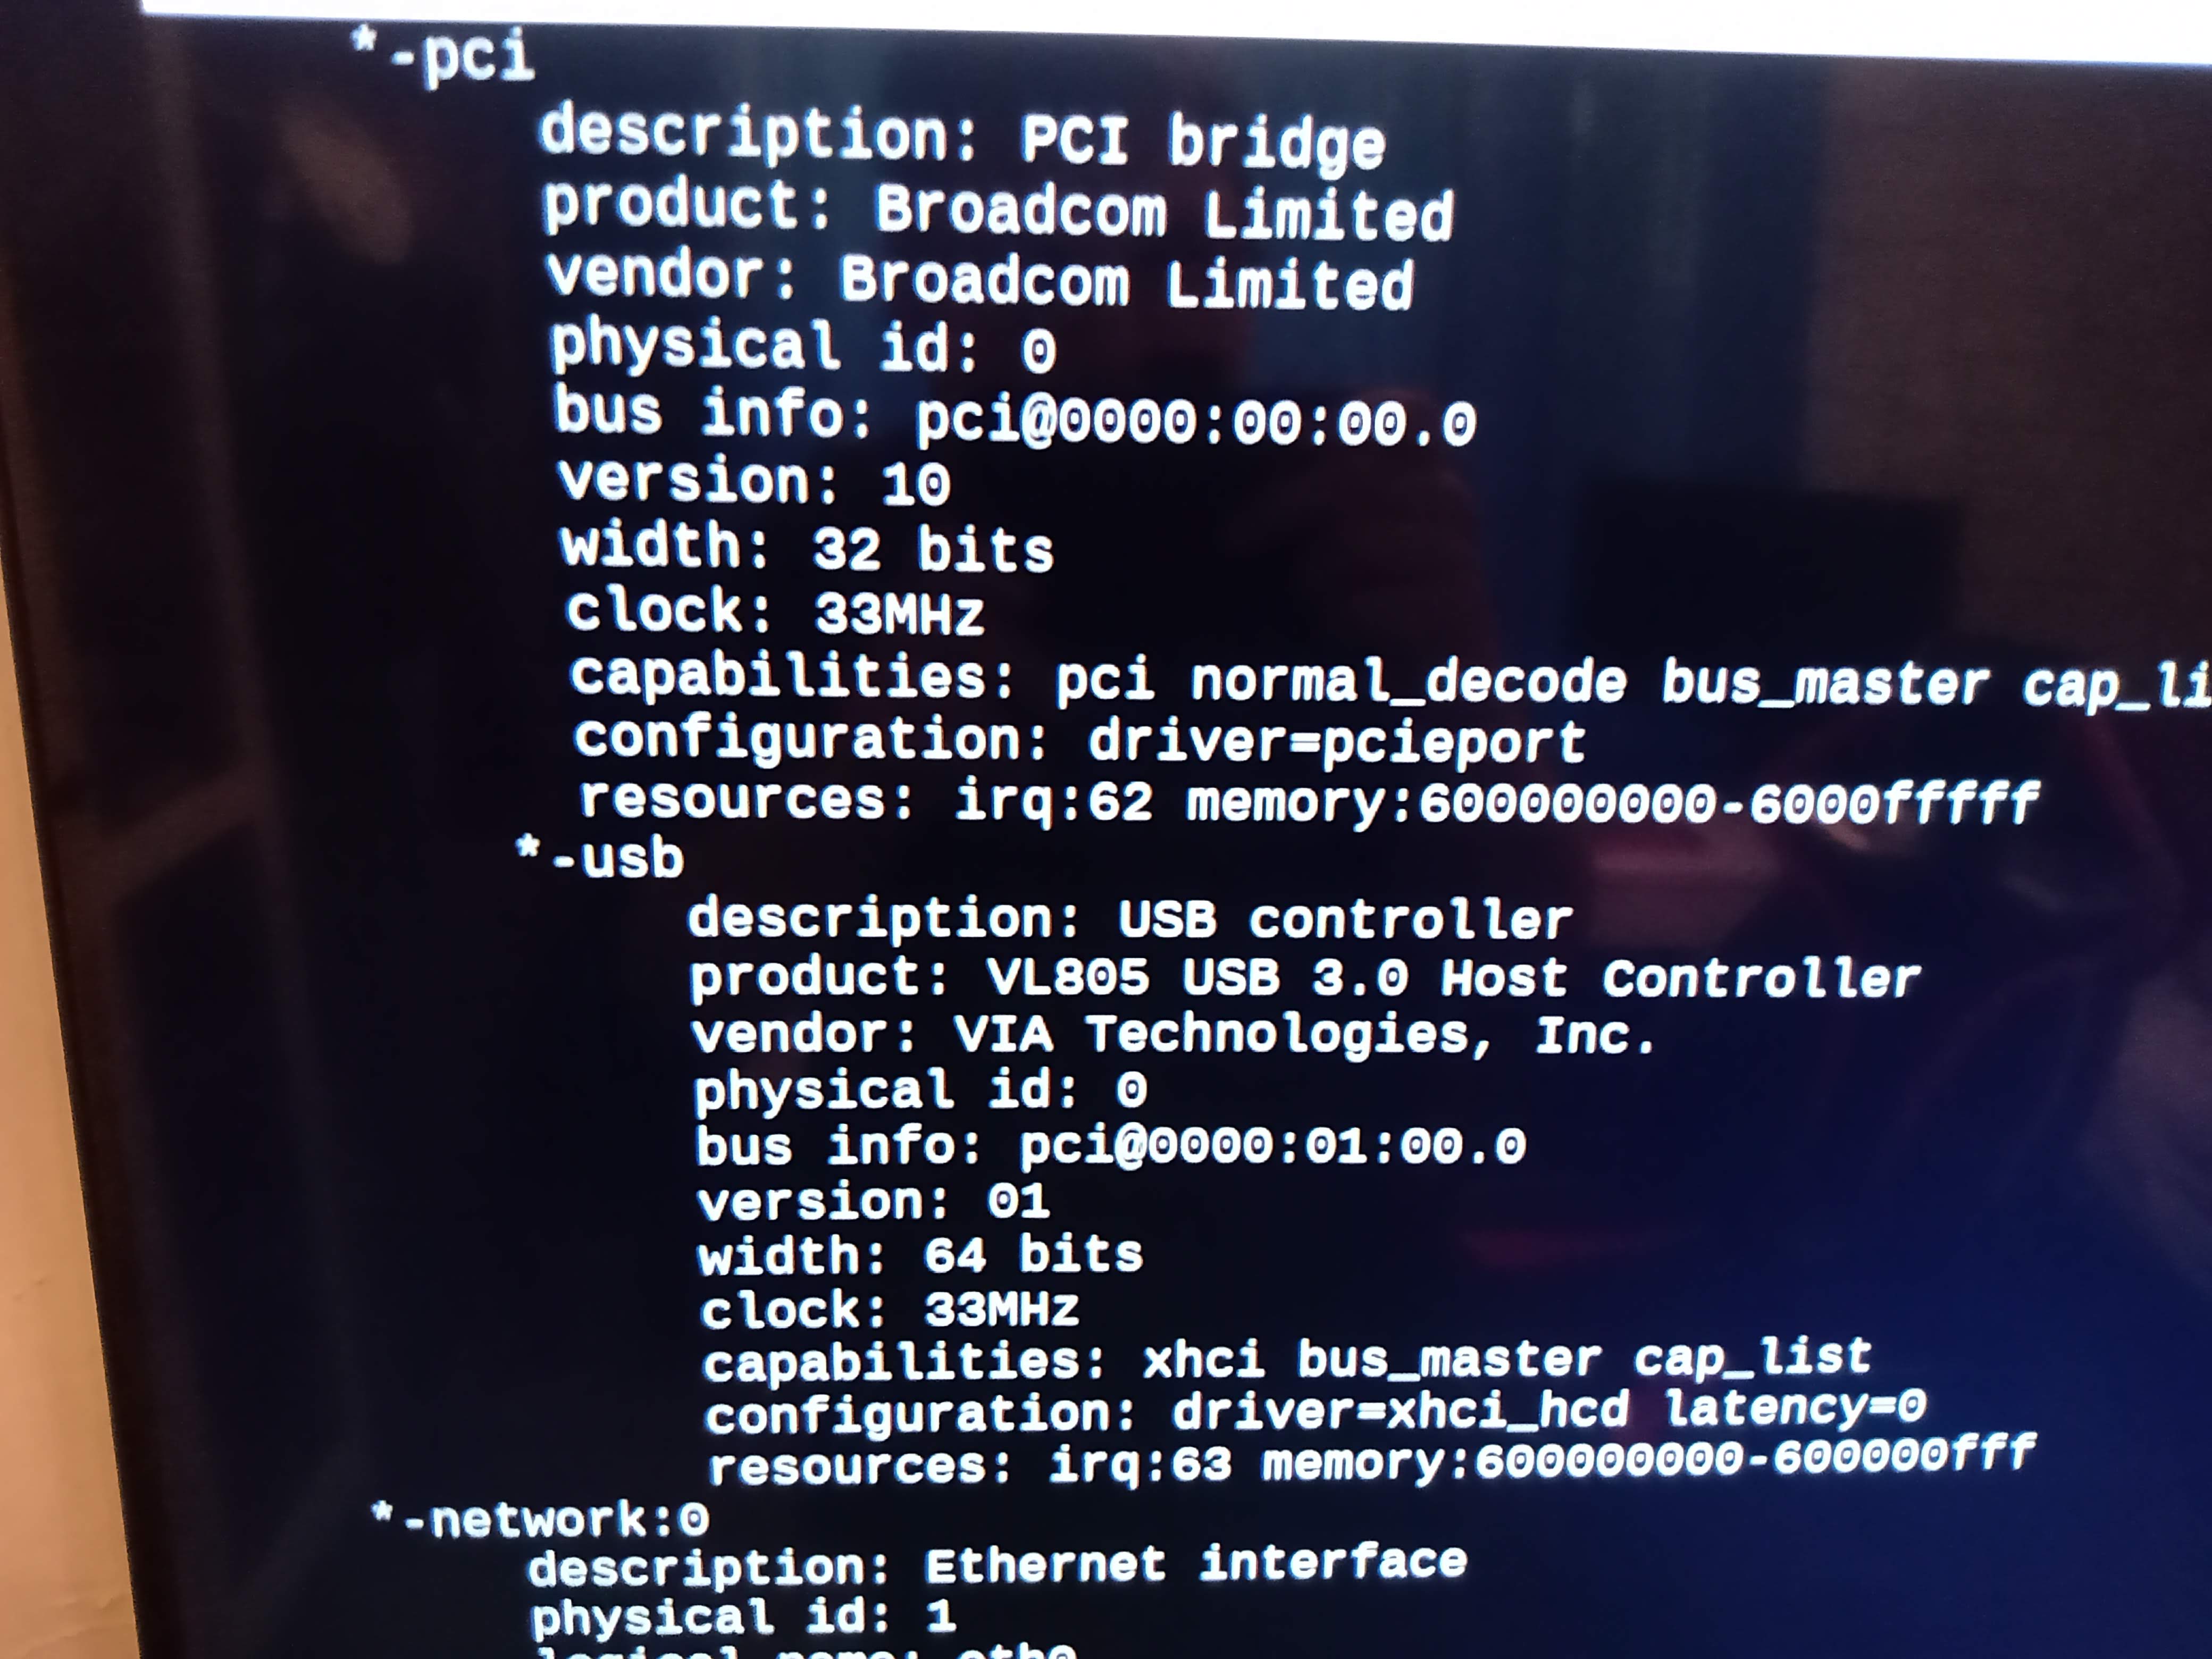 *-pci
description: PCI bridge
product: Broadcom Limited
vendor: Broadcom Limited
physical id: 0
bus info: pci@0000:00:00.0
version: 10
width: 32 bits
clock: 33MHz
capabilities: pci normal_decode bus_master cap_li
configuration: driver=pcieport
resources: irq:62 memory:600000000-6000fffff
*-usb
description: USB controller
product: VL805 USB 3.0 Host Controller
vendor: VIA Technologies, Inc.
physical id: 0
bus info: pci@0000:01:00.0
version: 01
width: 64 bits
clock: 33MHz
capabilities: xhci bus_master cap_list
configuration: driver=xhci_hcd latency=0
resources: irq:63 memory:600000000-600000fff
*-network:0
description: Ethernet interface
physical id: 1
logical name: eth0